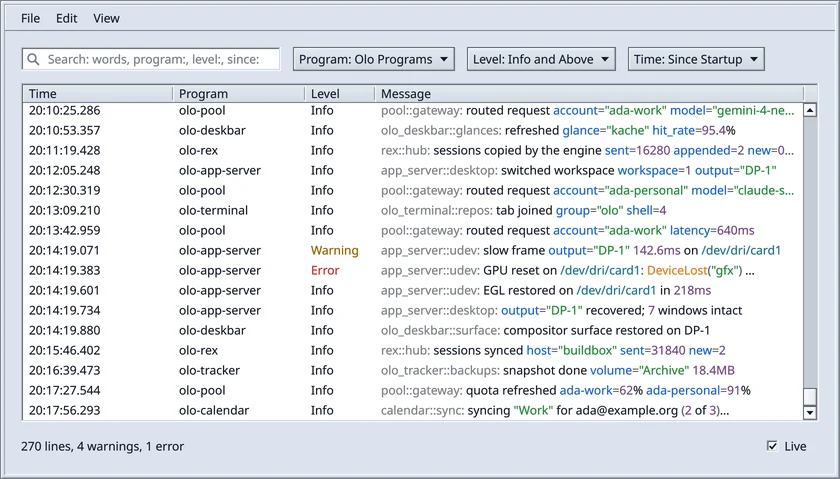 File Edit View
Search: words, program:, level:, since: Program: Olo Programs Level: Info and Above Time: Since Startup
Time Program Level Message
20:10:25.286 olo-pool Info pool::gateway: routed request account="ada-work" model="gemini-4-ne...
20:10:53.357 olo-deskbar Info olo_deskbar::glances: refreshed glance="kache" hit_rate=95.4%
20:11:19.428 olo-rex Info rex::hub: sessions copied by the engine sent=16280 appended=2 new=0...
20:12:05.248 olo-app-server Info app_server::desktop: switched workspace workspace=1 output="DP-1"
20:12:30.319 olo-pool Info pool::gateway: routed request account="ada-personal" model="claude-s...
20:13:09.210 olo-terminal Info olo_terminal::repos: tab joined group="olo" shell=4
20:13:42.959 olo-pool Info pool::gateway: routed request account="ada-work" latency=640ms
20:14:19.071 olo-app-server Warning app_server::udev: slow frame output="DP-1" 142.6ms on /dev/dri/card1
20:14:19.383 olo-app-server Error app_server::udev: GPU reset on /dev/dri/card1: DeviceLost("gfx") ...
20:14:19.601 olo-app-server Info app_server::udev: EGL restored on /dev/dri/card1 in 218ms
20:14:19.734 olo-app-server Info app_server::desktop: output="DP-1" recovered; 7 windows intact
20:14:19.880 olo-deskbar Info olo_deskbar::surface: compositor surface restored on DP-1
20:15:46.402 olo-rex Info rex::hub: sessions synced host="buildbox" sent=31840 new=2
20:16:39.473 olo-tracker Info olo_tracker::backups: snapshot done volume="Archive" 18.4MB
20:17:27.544 olo-pool Info pool::gateway: quota refreshed ada-work=62% ada-personal=91%
20:17:56.293 olo-calendar Info calendar::sync: syncing "Work" for ada@example.org (2 of 3)...
270 lines, 4 warnings, 1 error Live